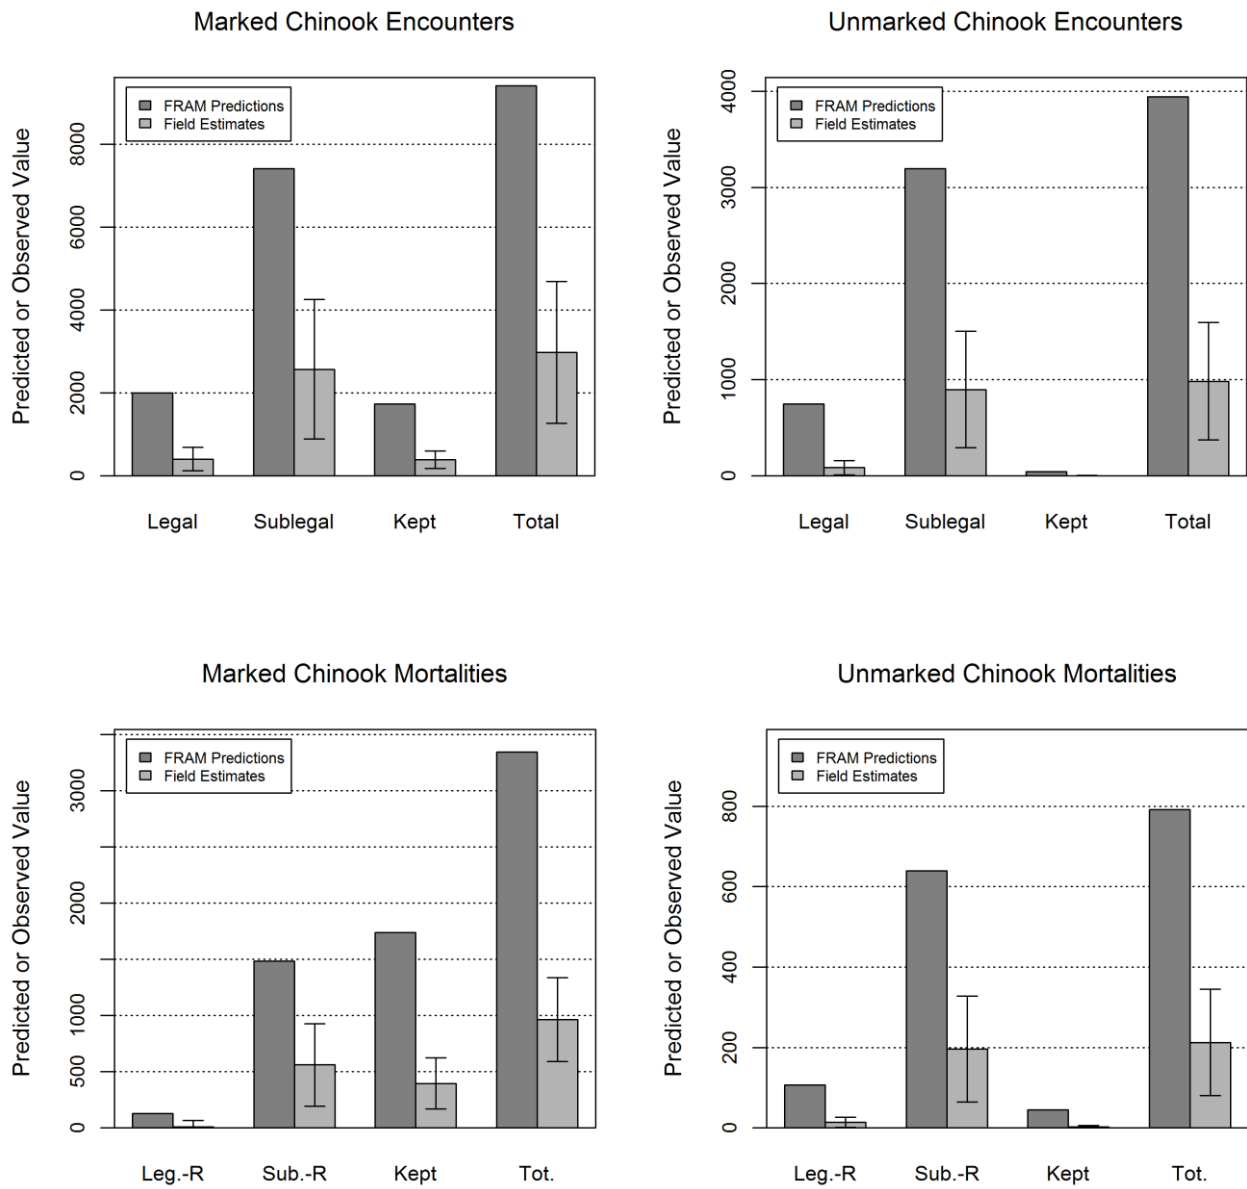 Marked Chinook Encounters
Predicted or Observed Value
8000
6000
4000
2000
0
FRAM Predictions
Field Estimates
Legal Sublegal Kept Total
Unmarked Chinook Encounters
Predicted or Observed Value
4000
3000
2000
1000
0
FRAM Predictions
Field Estimates
Legal Sublegal Kept Total
Marked Chinook Mortalities
Predicted or Observed Value
3000
2000
1000
500
0
FRAM Predictions
Field Estimates
Leg.-R Sub.-R Kept Tot.
Unmarked Chinook Mortalities
Predicted or Observed Value
800
600
400
200
0
FRAM Predictions
Field Estimates
Leg.-R Sub.-R Kept Tot.